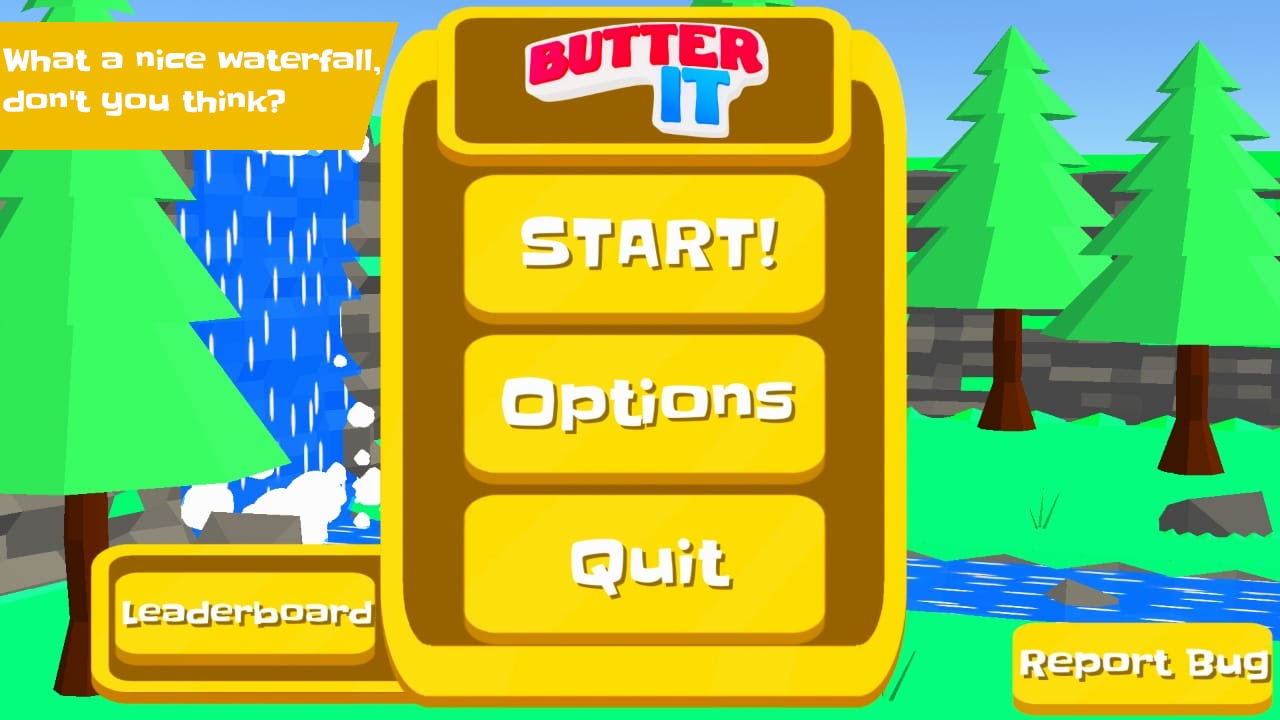 What a nice waterfall,
don't you think?
BUTTER
IT
START!
Options
Quit
Leaderboard
Report Bug